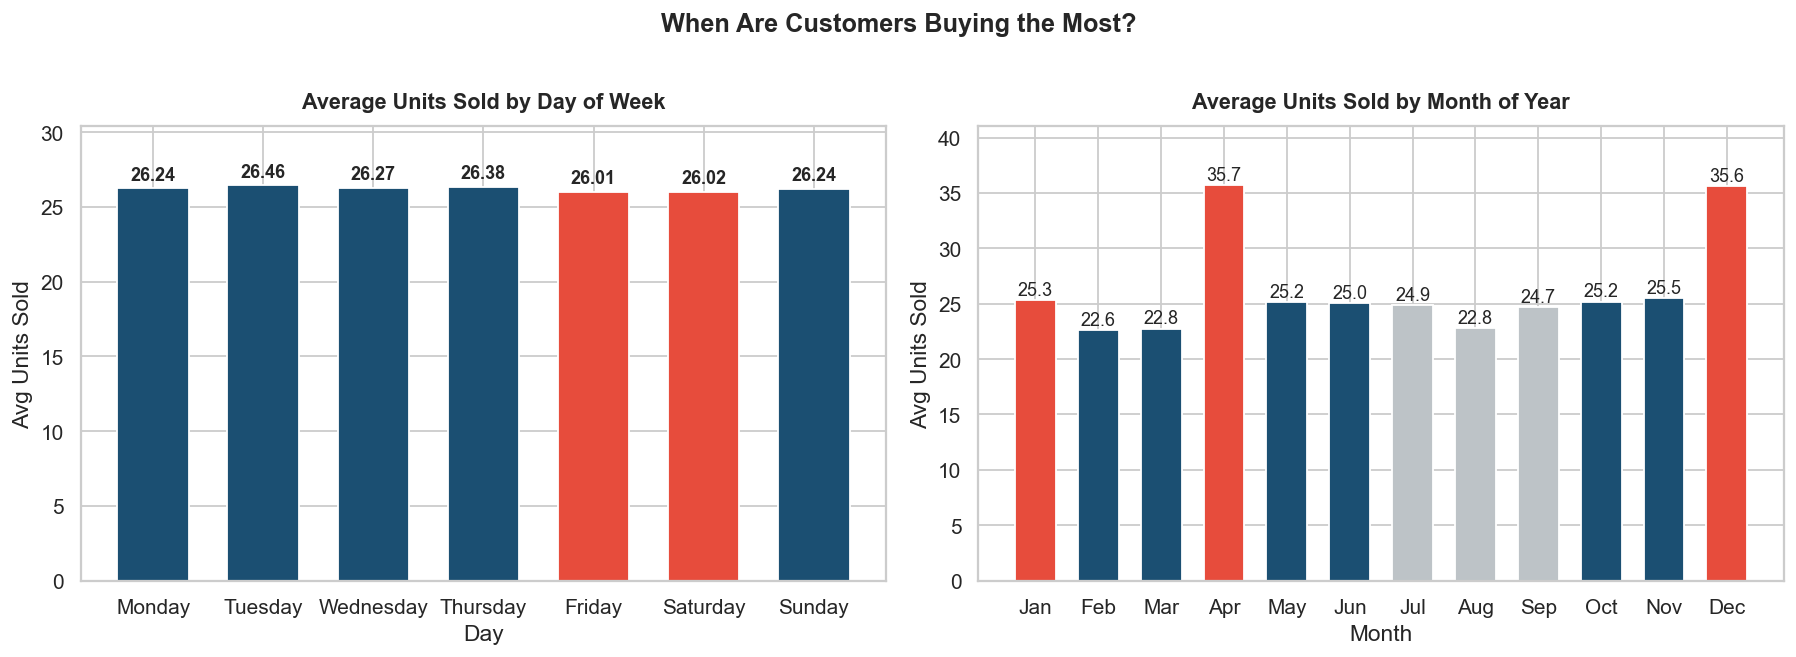 When Are Customers Buying the Most?
Average Units Sold by Day of Week
Avg Units Sold
30
25
20
15
10
5
0
26.24
26.46
26.27
26.38
26.01
26.02
26.24
Monday
Tuesday
Wednesday
Thursday
Friday
Saturday
Sunday
Day
Average Units Sold by Month of Year
Avg Units Sold
40
35
30
25
20
15
10
5
0
25.3
22.6
22.8
35.7
25.2
25.0
24.9
22.8
24.7
25.2
25.5
35.6
Jan
Feb
Mar
Apr
May
Jun
Jul
Aug
Sep
Oct
Nov
Dec
Month